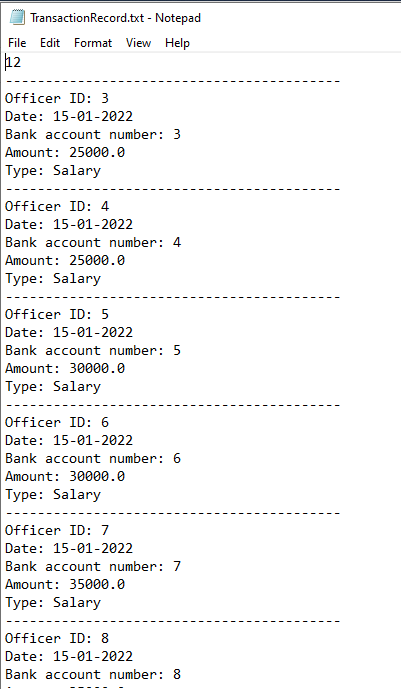 TransactionRecord.txt - Notepad
File Edit Format View Help
12
------------------------------------------
Officer ID: 3
Date: 15-01-2022
Bank account number: 3
Amount: 25000.0
Type: Salary
------------------------------------------
Officer ID: 4
Date: 15-01-2022
Bank account number: 4
Amount: 25000.0
Type: Salary
------------------------------------------
Officer ID: 5
Date: 15-01-2022
Bank account number: 5
Amount: 30000.0
Type: Salary
------------------------------------------
Officer ID: 6
Date: 15-01-2022
Bank account number: 6
Amount: 30000.0
Type: Salary
------------------------------------------
Officer ID: 7
Date: 15-01-2022
Bank account number: 7
Amount: 35000.0
Type: Salary
------------------------------------------
Officer ID: 8
Date: 15-01-2022
Bank account number: 8